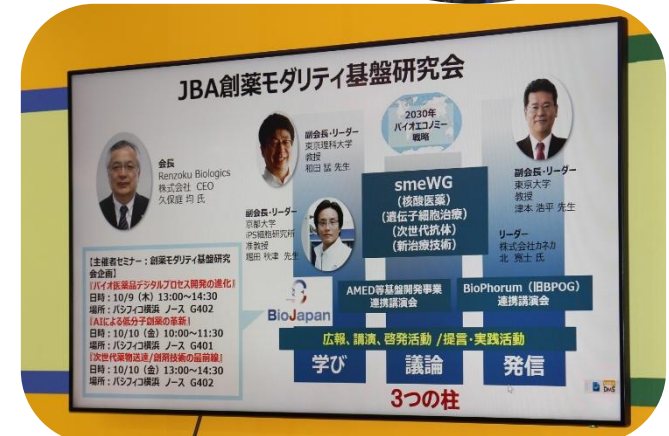 JBA創薬モダリティ基盤研究会
会長
Renzoku Biologics
株式会社 CEO
久保庭 均 氏
副会長・リーダー
東京理科大学
教授
和田 猛 先生
副会長・リーダー
京都大学
iPS細胞研究所
准教授
堀田 秋津 先生
2030年
バイオエコノミー
戦略
smeWG
(核酸医薬)
(遺伝子細胞治療)
(次世代抗体)
(新治療技術)
副会長・リーダー
東京大学
教授
津本 浩平 先生
リーダー
株式会社カネカ
北 寛士 氏
【主催者セミナー：創薬モダリティ基盤研究
会企画】
『バイオ医薬品デジタルプロセス開発の進化』
日時：10/9（木）13:00～14:30
場所：パシフィコ横浜 ノース G402
『AIによる低分子創薬の革新』
日時：10/10（金）10:00～11:30
場所：パシフィコ横浜 ノース G401
『次世代薬物送達/創剤技術の最前線』
日時：10/10（金）13:00～14:30
場所：パシフィコ横浜 ノース G402
BioJapan
AMED等基盤開発事業
連携講演会
BioPhorum（旧BPOG）
連携講演会
広報、講演、啓発活動 /提言・実践活動
学び
議論
発信
3つの柱